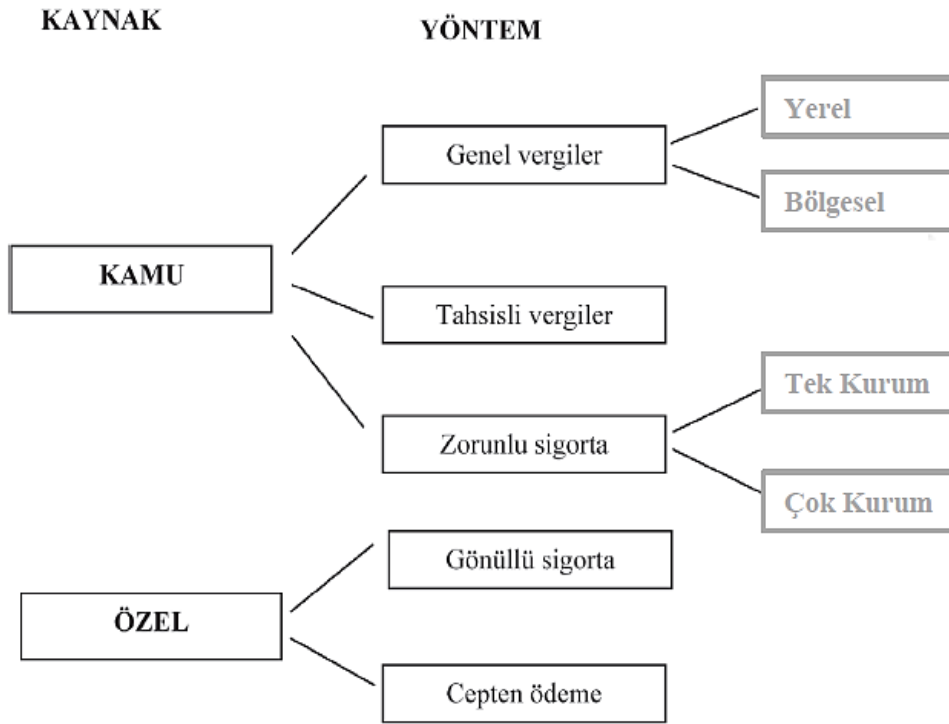 KAYNAK
YÖNTEM
Yerel
Genel vergiler
Bölgesel
KAMU
Tahsisli vergiler
Tek Kurum
Zorunlu sigorta
Çok Kurum
Gönüllü sigorta
ÖZEL
Cepten ödeme